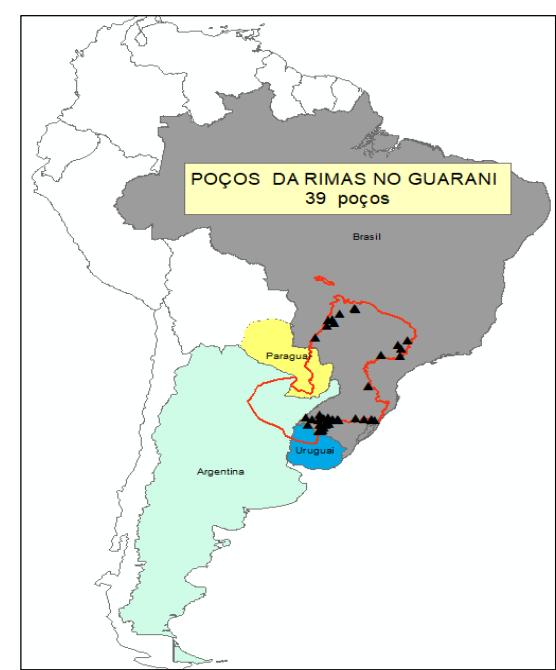 POÇOS DA RIMAS NO GUARANI
39 poços
Brasil
Paraguai
Uruguai
Argentina